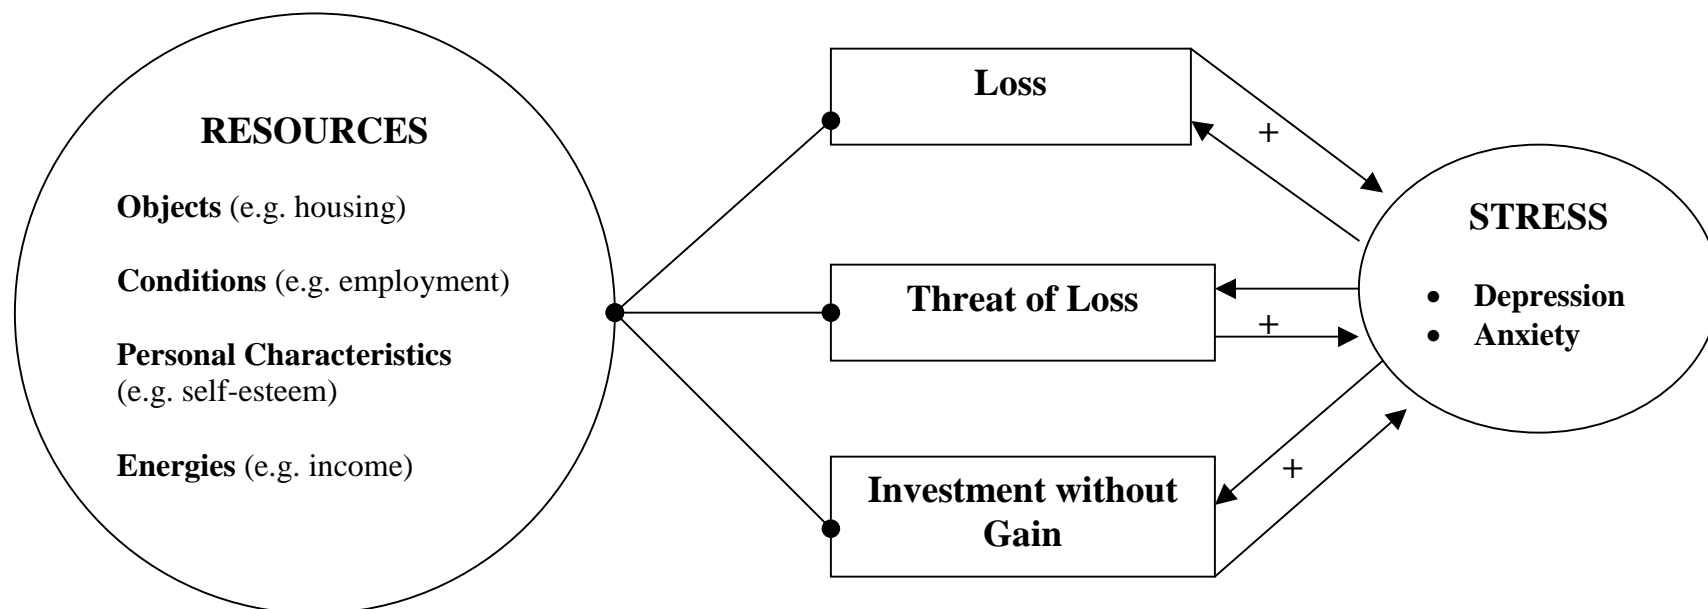 RESOURCES
Objects (e.g. housing)
Conditions (e.g. employment)
Personal Characteristics
(e.g. self-esteem)
Energies (e.g. income)
Loss
+
Threat of Loss
+
Investment without
Gain
+
STRESS
• Depression
• Anxiety